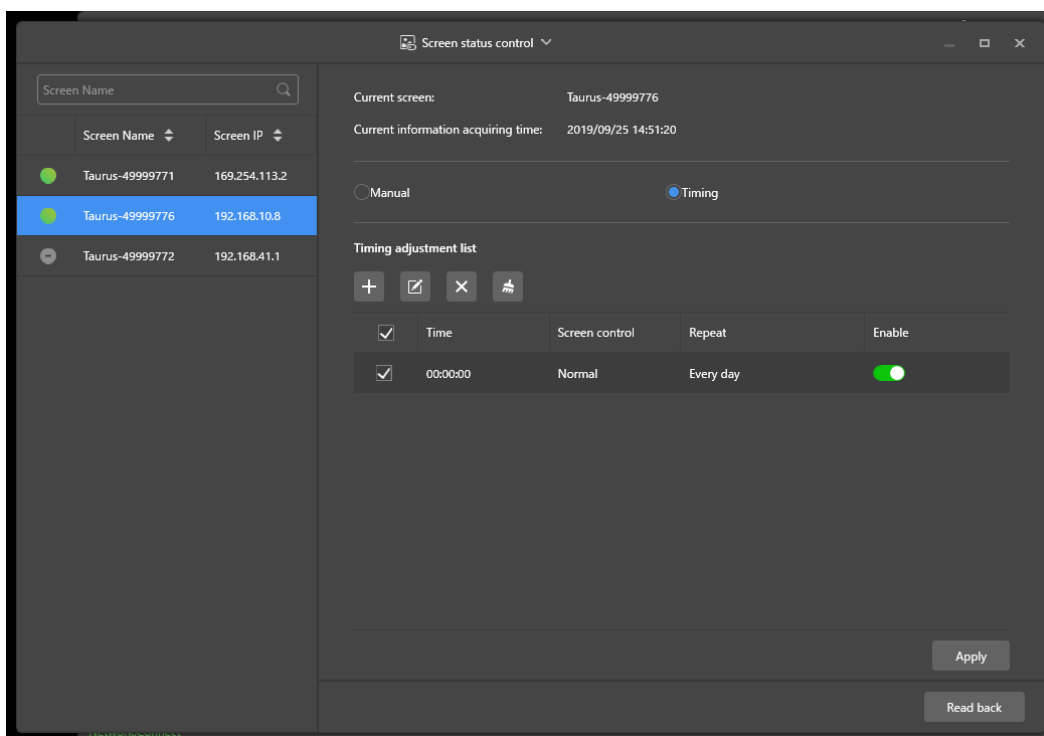 Screen status control
Screen Name
Screen Name Screen IP
Taurus-49999771 169.254.113.2
Taurus-49999776 192.168.10.8
Taurus-49999772 192.168.41.1
Current screen: Taurus-49999776
Current information acquiring time: 2019/09/25 14:51:20
Manual Timing
Timing adjustment list
Time Screen control Repeat Enable
00:00:00 Normal Every day
Apply
Read back